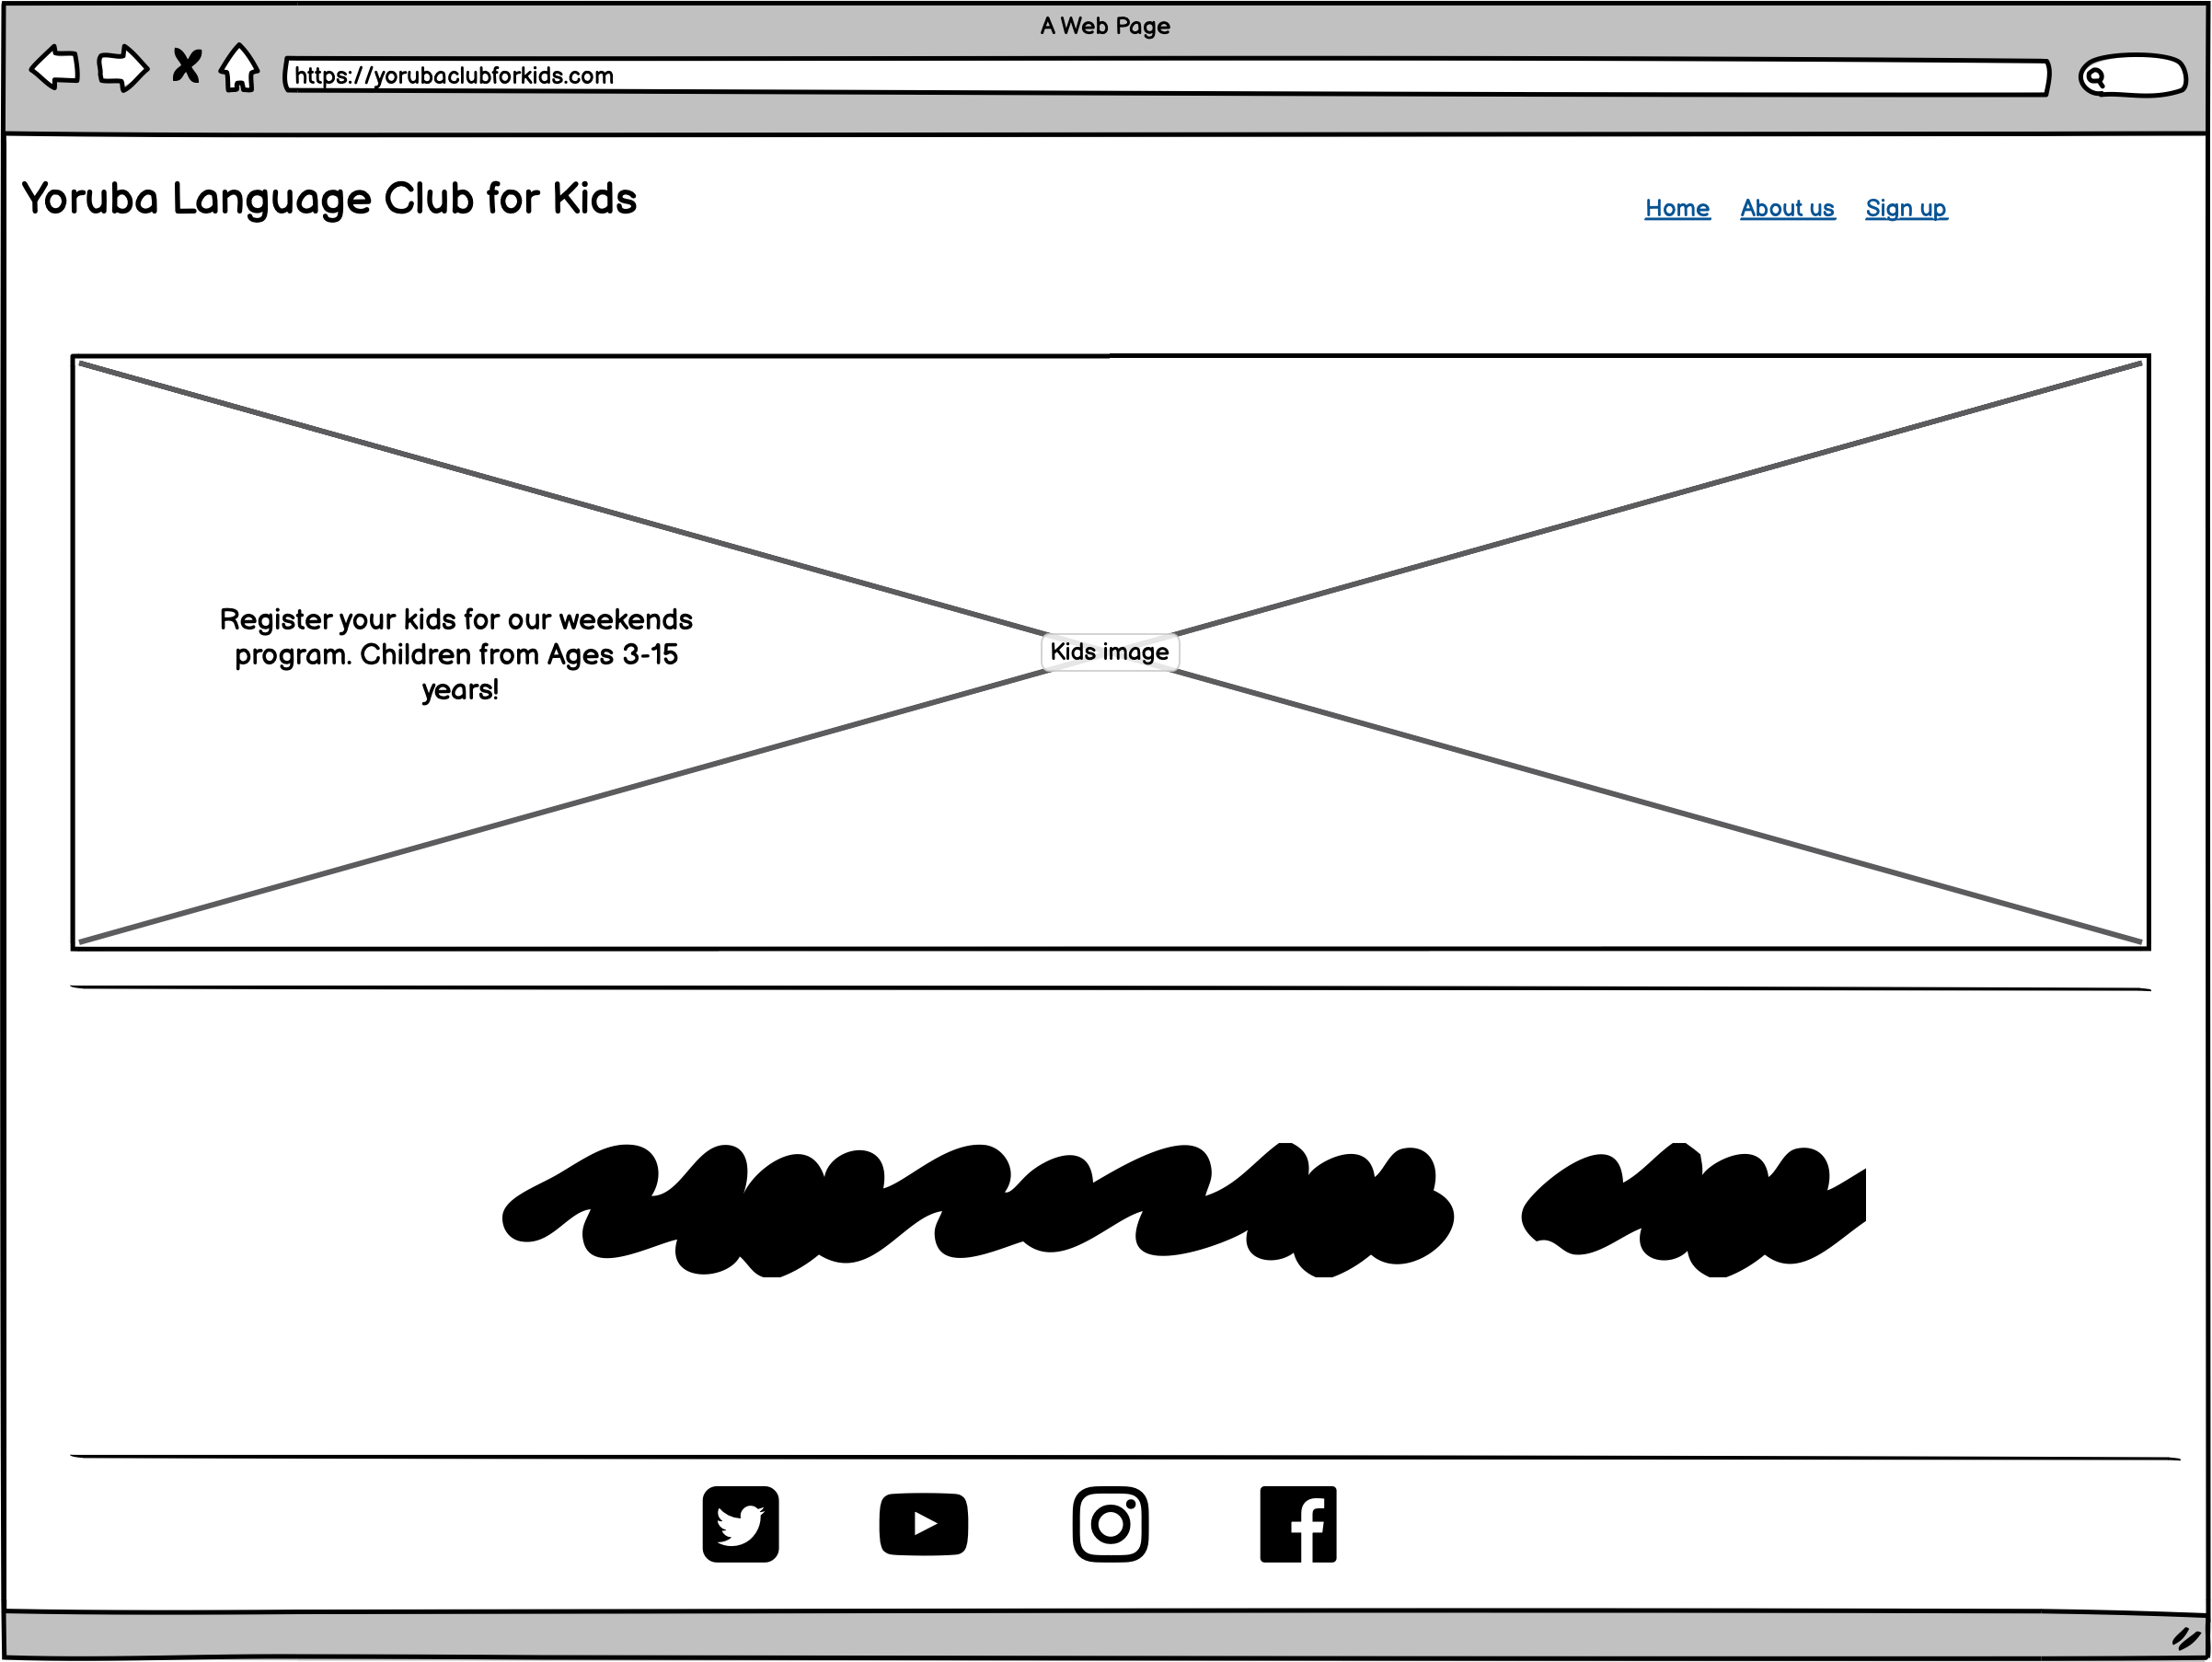 A Web Page
https://yorubaclubforkids.com
Yoruba Language Club for Kids
Home About us Sign up
Register your kids for our weekends
program. Children from Ages 3-15
years!
Kids image